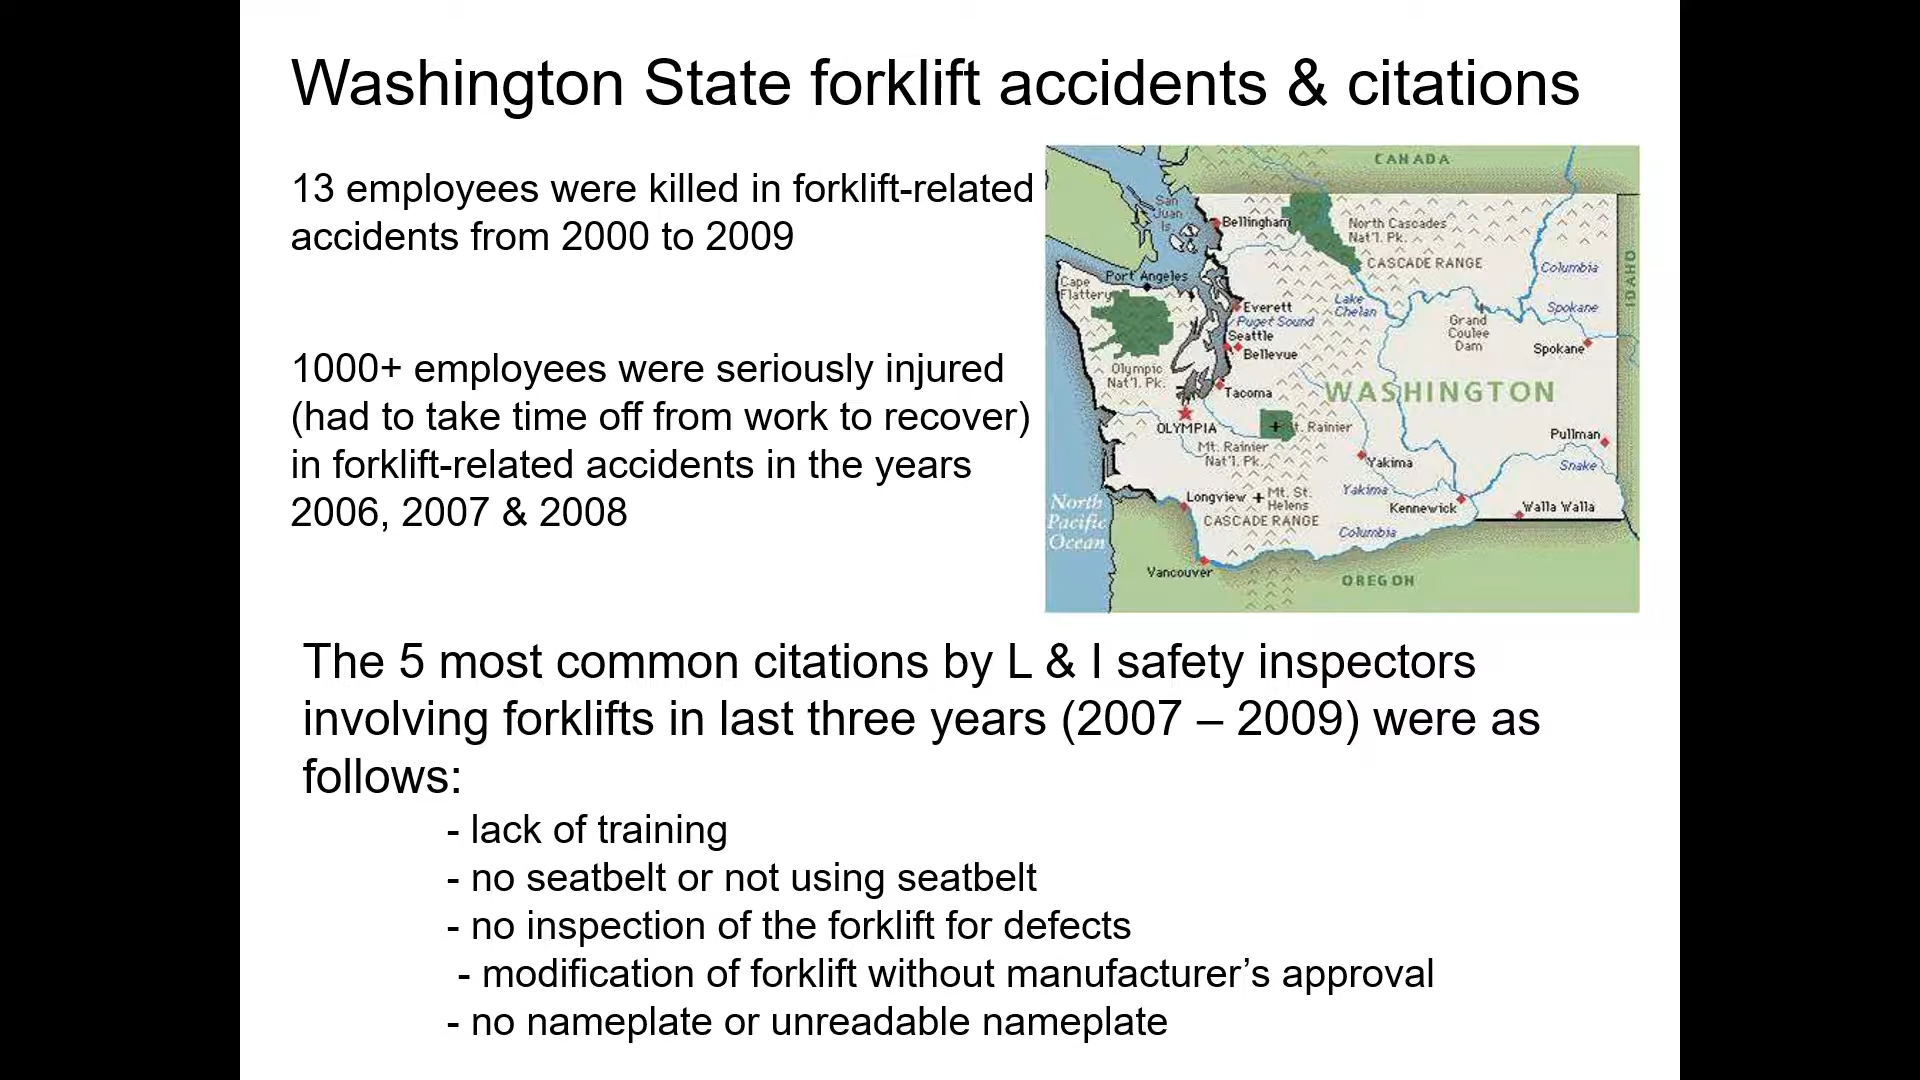 Washington State forklift accidents & citations
13 employees were killed in forklift-related
accidents from 2000 to 2009
1000+ employees were seriously injured
(had to take time off from work to recover)
in forklift-related accidents in the years
2006, 2007 & 2008
CANADA
San
Juan
Is.
Bellingham
North Cascades
Nat'l. Pk.
CASCADE RANGE
Columbia
IDAHO
Port Angeles
Cape
Flattery
Everett
Puget Sound
Seattle
Bellevue
Lake
Chelan
Grand
Coulee
Dam
Spokane
Spokane
Olympic
Nat'l. Pk.
Tacoma
WASHINGTON
OLYMPIA
t. Rainier
Mt. Rainier
Nat'l. Pk.
Pullman
Snake
Yakima
Yakima
Kennewick
Walla Walla
Longview
Mt. St.
Helens
CASCADE RANGE
Columbia
North
Pacific
Ocean
Vancouver
OREGON
The 5 most common citations by L & I safety inspectors
involving forklifts in last three years (2007 – 2009) were as
follows:
- lack of training
- no seatbelt or not using seatbelt
- no inspection of the forklift for defects
- modification of forklift without manufacturer’s approval
- no nameplate or unreadable nameplate